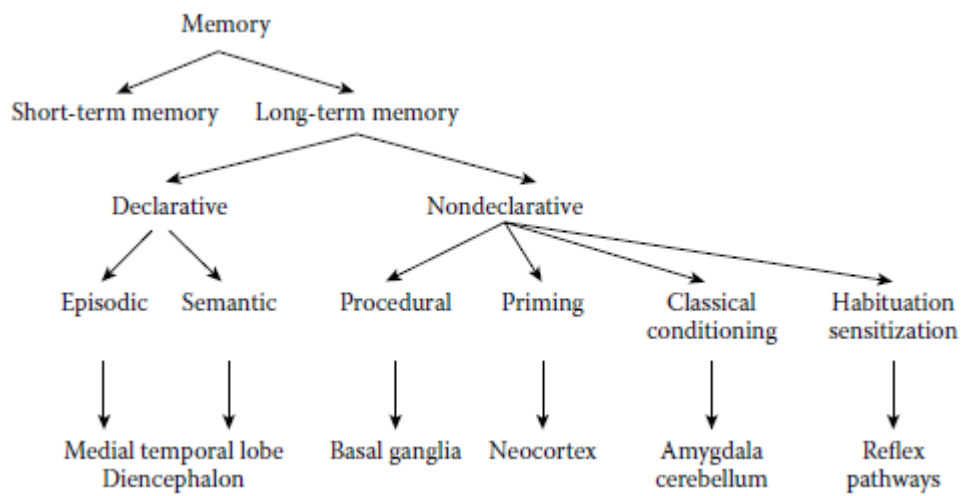 Memory
Short-term memory Long-term memory
Declarative Nondeclarative
Episodic Semantic Procedural Priming Classical conditioning Habituation sensitization
Medial temporal lobe Diencephalon Basal ganglia Neocortex Amygdala cerebellum Reflex pathways